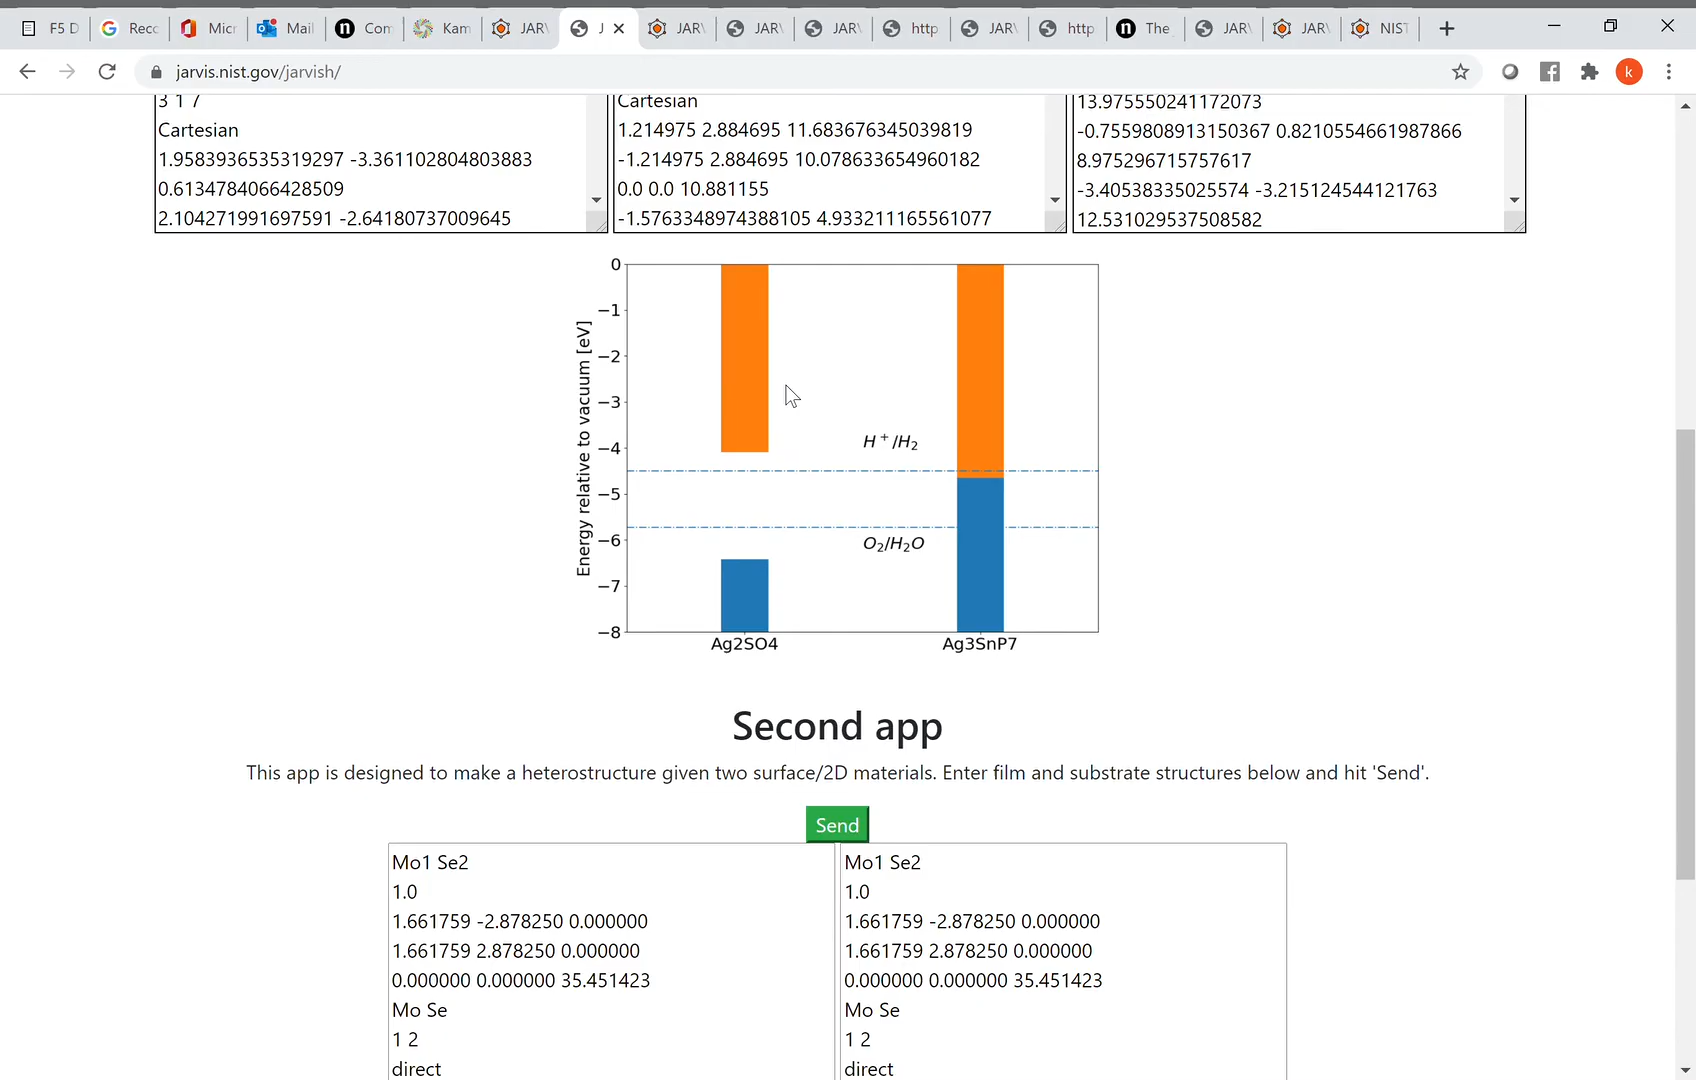 F5 D
Recc
Micr
Mail
Con
Kam
JAR
J
JAR
JAR
JAR
http
JAR
http
The
JAR
JAR
NIST
jarvis.nist.gov/jarvish/
k
3 1 7
Cartesian
1.9583936535319297 -3.361102804803883
0.6134784066428509
2.104271991697591 -2.64180737009645
Cartesian
1.214975 2.884695 11.683676345039819
-1.214975 2.884695 10.078633654960182
0.0 0.0 10.881155
-1.5763348974388105 4.933211165561077
13.975550241172073
-0.7559808913150367 0.8210554661987866
8.975296715757617
-3.40538335025574 -3.215124544121763
12.531029537508582
0
−1
−2
−3
−4
−5
−6
−7
−8
Energy relative to vacuum [eV]
H⁺/H₂
O₂/H₂O
Ag2SO4
Ag3SnP7
Second app
This app is designed to make a heterostructure given two surface/2D materials. Enter film and substrate structures below and hit 'Send'.
Send
Mo1 Se2
1.0
1.661759 -2.878250 0.000000
1.661759 2.878250 0.000000
0.000000 0.000000 35.451423
Mo Se
1 2
direct
Mo1 Se2
1.0
1.661759 -2.878250 0.000000
1.661759 2.878250 0.000000
0.000000 0.000000 35.451423
Mo Se
1 2
direct